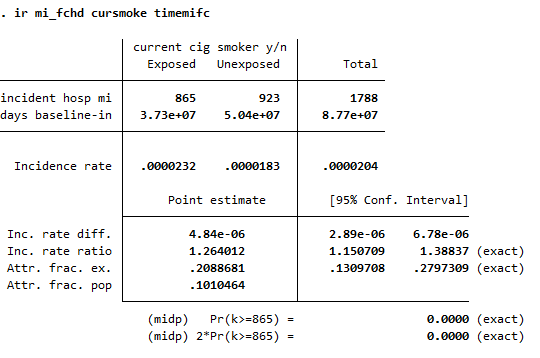 . ir mi_fchd cursmoke timemifc
current cig smoker y/n
Exposed Unexposed Total
incident hosp mi 865 923 1788
days baseline-in 3.73e+07 5.04e+07 8.77e+07
Incidence rate .0000232 .0000183 .0000204
Point estimate [95% Conf. Interval]
Inc. rate diff. 4.84e-06 2.89e-06 6.78e-06
Inc. rate ratio 1.264012 1.150709 1.38837 (exact)
Attr. frac. ex. .2088681 .1309708 .2797309 (exact)
Attr. frac. pop .1010464
(midp) Pr(k>=865) = 0.0000 (exact)
(midp) 2*Pr(k>=865) = 0.0000 (exact)